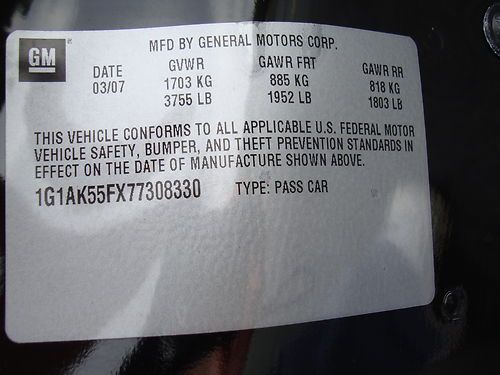 GM
MFD BY GENERAL MOTORS CORP.
DATE GVWR GAWR FRT GAWR RR
03/07 1703 KG 885 KG 818 KG
3755 LB 1952 LB 1803 LB
THIS VEHICLE CONFORMS TO ALL APPLICABLE U.S. FEDERAL MOTOR
VEHICLE SAFETY, BUMPER, AND THEFT PREVENTION STANDARDS IN
EFFECT ON THE DATE OF MANUFACTURE SHOWN ABOVE.
1G1AK55FX77308330 TYPE: PASS CAR